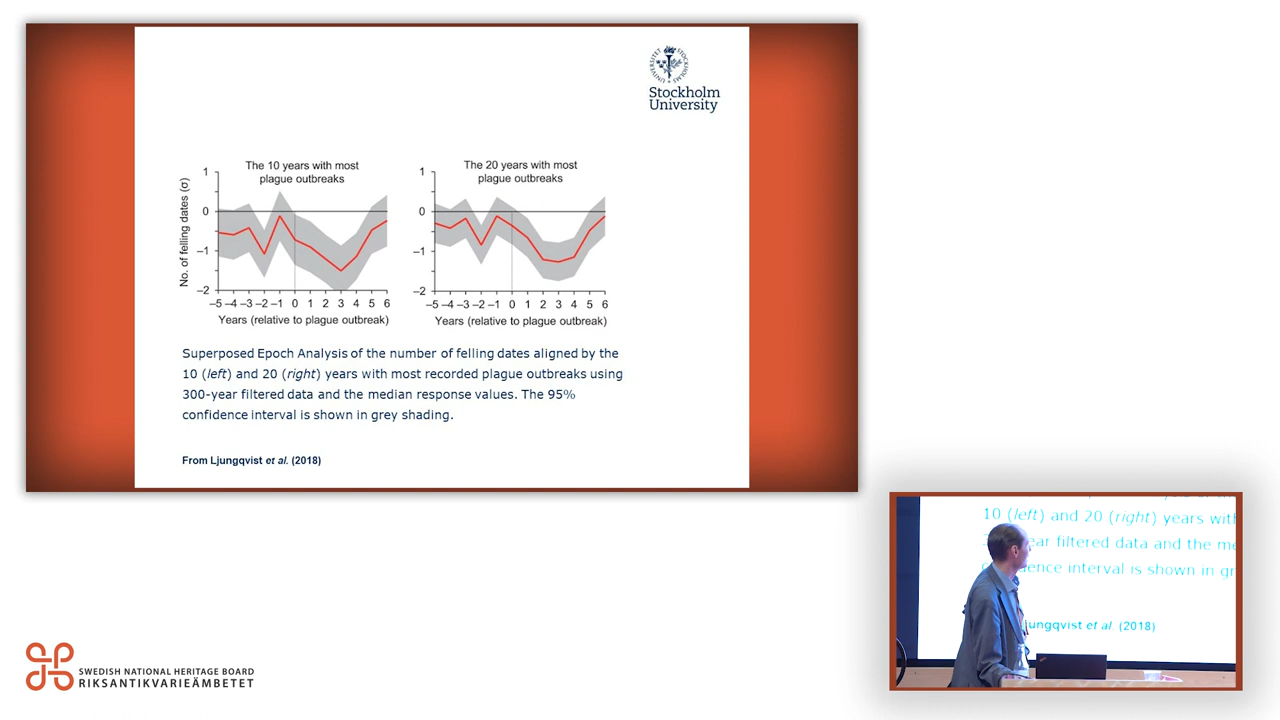 UNIVERSITET STOCKHOLMS
Stockholm
University
The 10 years with most
plague outbreaks
No. of felling dates (σ)
1
0
−1
−2
−5 −4 −3 −2 −1 0 1 2 3 4 5 6
Years (relative to plague outbreak)
The 20 years with most
plague outbreaks
1
0
−1
−2
−5 −4 −3 −2 −1 0 1 2 3 4 5 6
Years (relative to plague outbreak)
Superposed Epoch Analysis of the number of felling dates aligned by the
10 (left) and 20 (right) years with most recorded plague outbreaks using
300-year filtered data and the median response values. The 95%
confidence interval is shown in grey shading.
From Ljungqvist et al. (2018)
10 (left) and 20 (right) years with
ear filtered data and the me
ence interval is shown in gr
jungqvist et al. (2018)
SWEDISH NATIONAL HERITAGE BOARD
RIKSANTIKVARIEÄMBETET